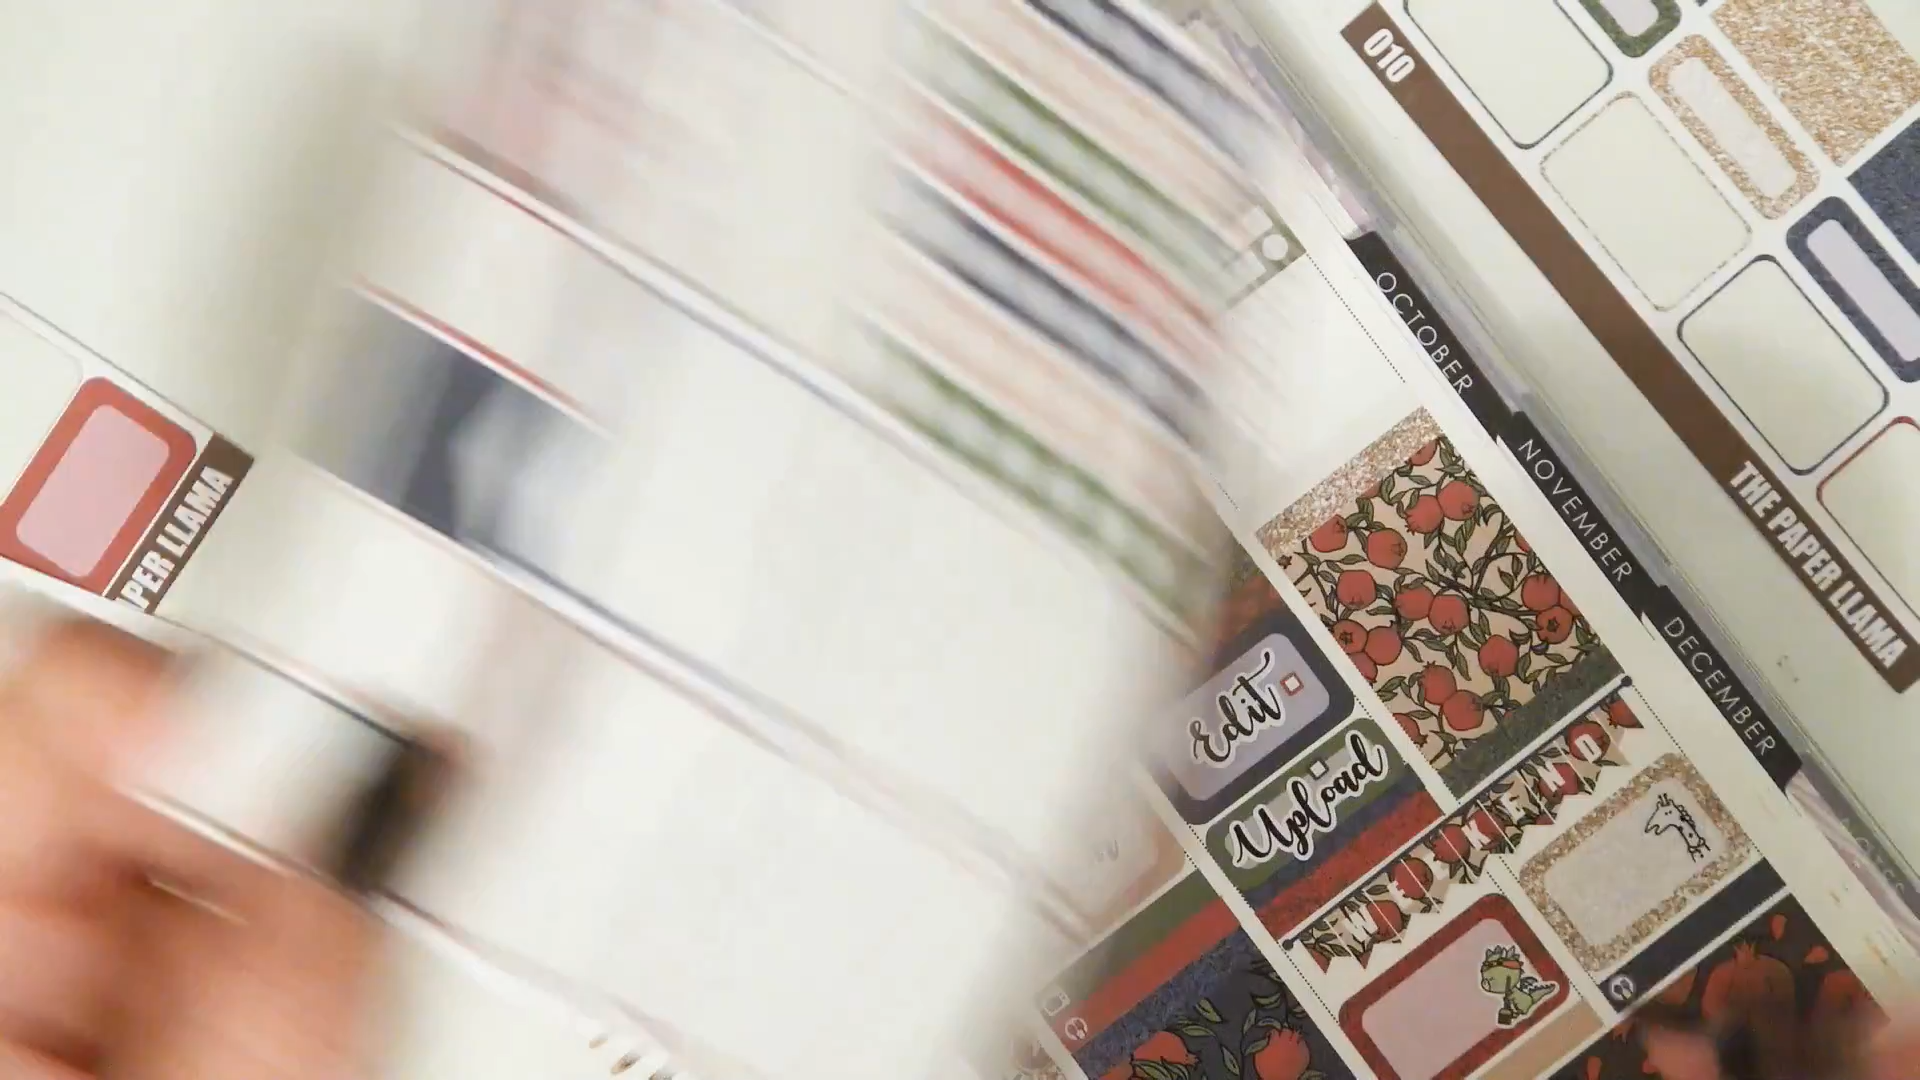 010
THE PAPER LLAMA
OCTOBER
NOVEMBER
DECEMBER
PER LLAMA
Edit
Upload
WEEKEND